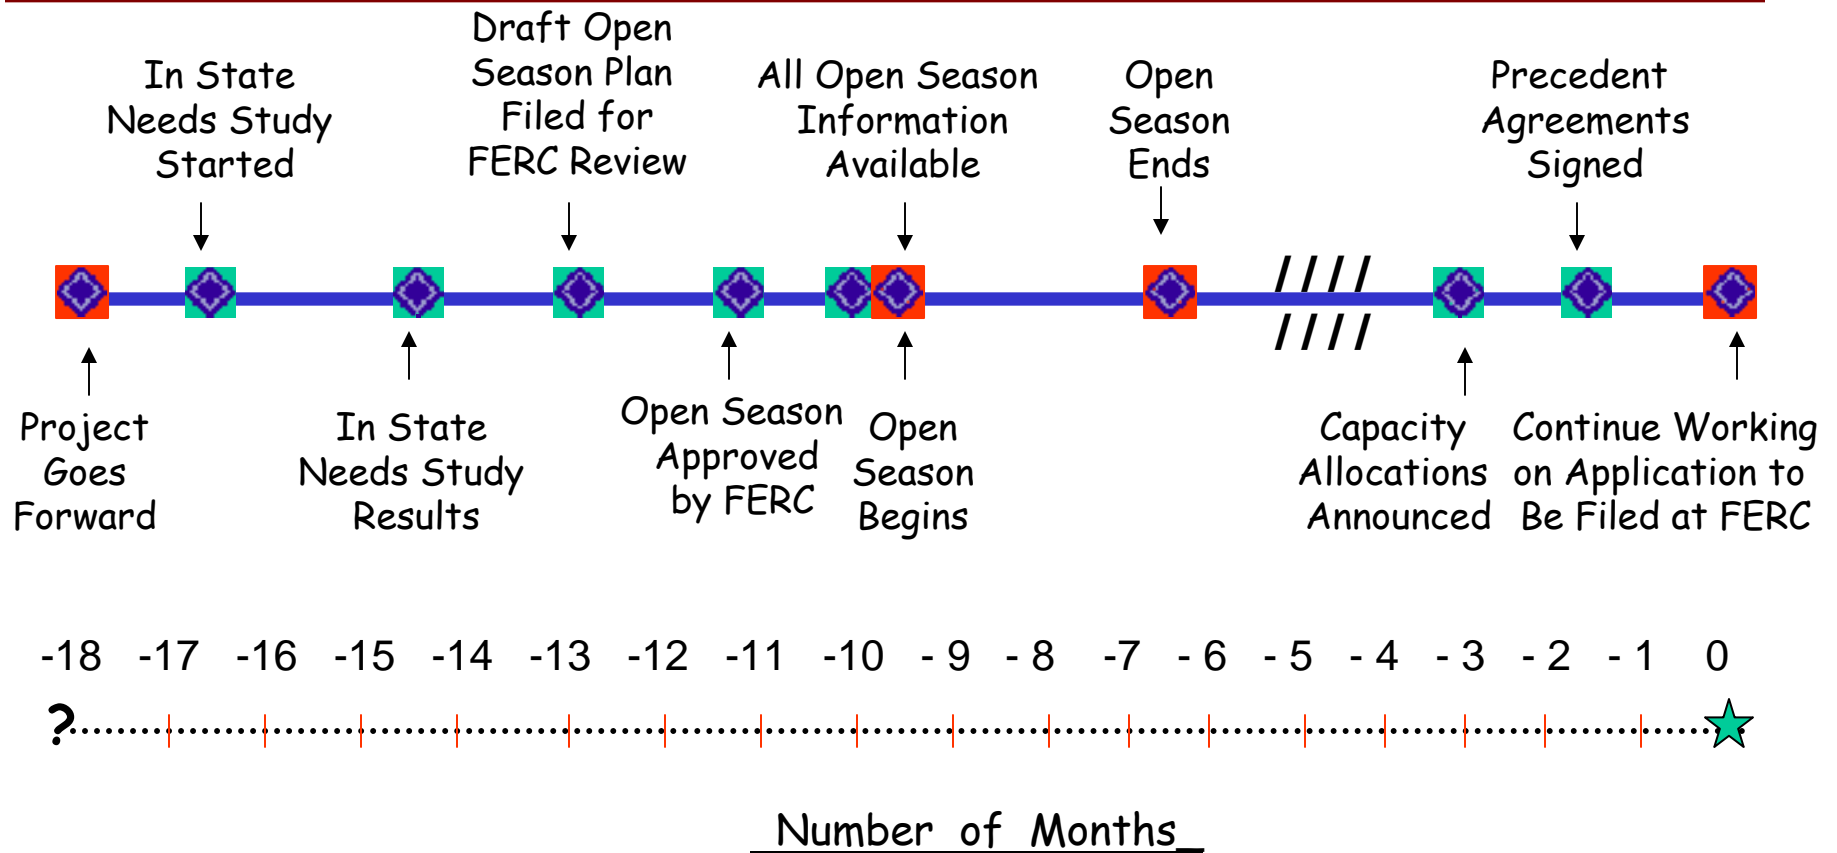 Draft Open
Season Plan
Filed for
FERC Review
In State
Needs Study
Started
All Open Season
Information
Available
Open
Season
Ends
Precedent
Agreements
Signed
////
////
Project
Goes
Forward
In State
Needs Study
Results
Open Season
Approved
by FERC
Open
Season
Begins
Capacity
Allocations
Announced
Continue Working
on Application to
Be Filed at FERC
-18 -17 -16 -15 -14 -13 -12 -11 -10 - 9 - 8 -7 - 6 - 5 - 4 - 3 - 2 - 1 0
?
Number of Months_